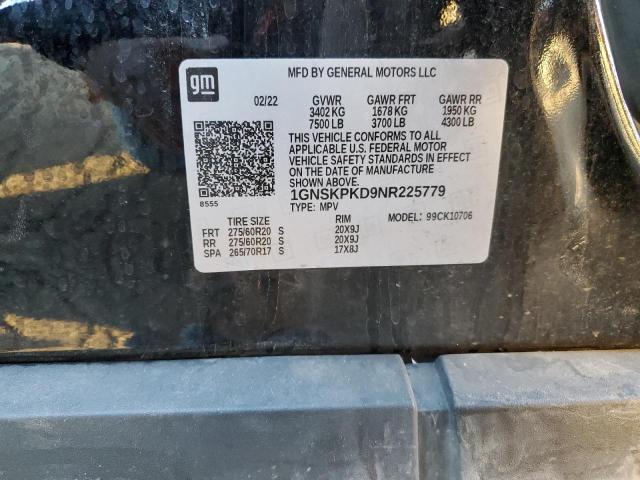 gm
MFD BY GENERAL MOTORS LLC
02/22 GVWR GAWR FRT GAWR RR
3402 KG 1678 KG 1950 KG
7500 LB 3700 LB 4300 LB
THIS VEHICLE CONFORMS TO ALL
APPLICABLE U.S. FEDERAL MOTOR
VEHICLE SAFETY STANDARDS IN EFFECT
ON THE DATE OF MANUFACTURE
SHOWN ABOVE.
1GNSKPKD9NR225779
8555 TYPE: MPV
TIRE SIZE RIM MODEL: 99CK10706
FRT 275/60R20 S 20X9J
RR 275/60R20 S 20X9J
SPA 265/70R17 S 17X8J